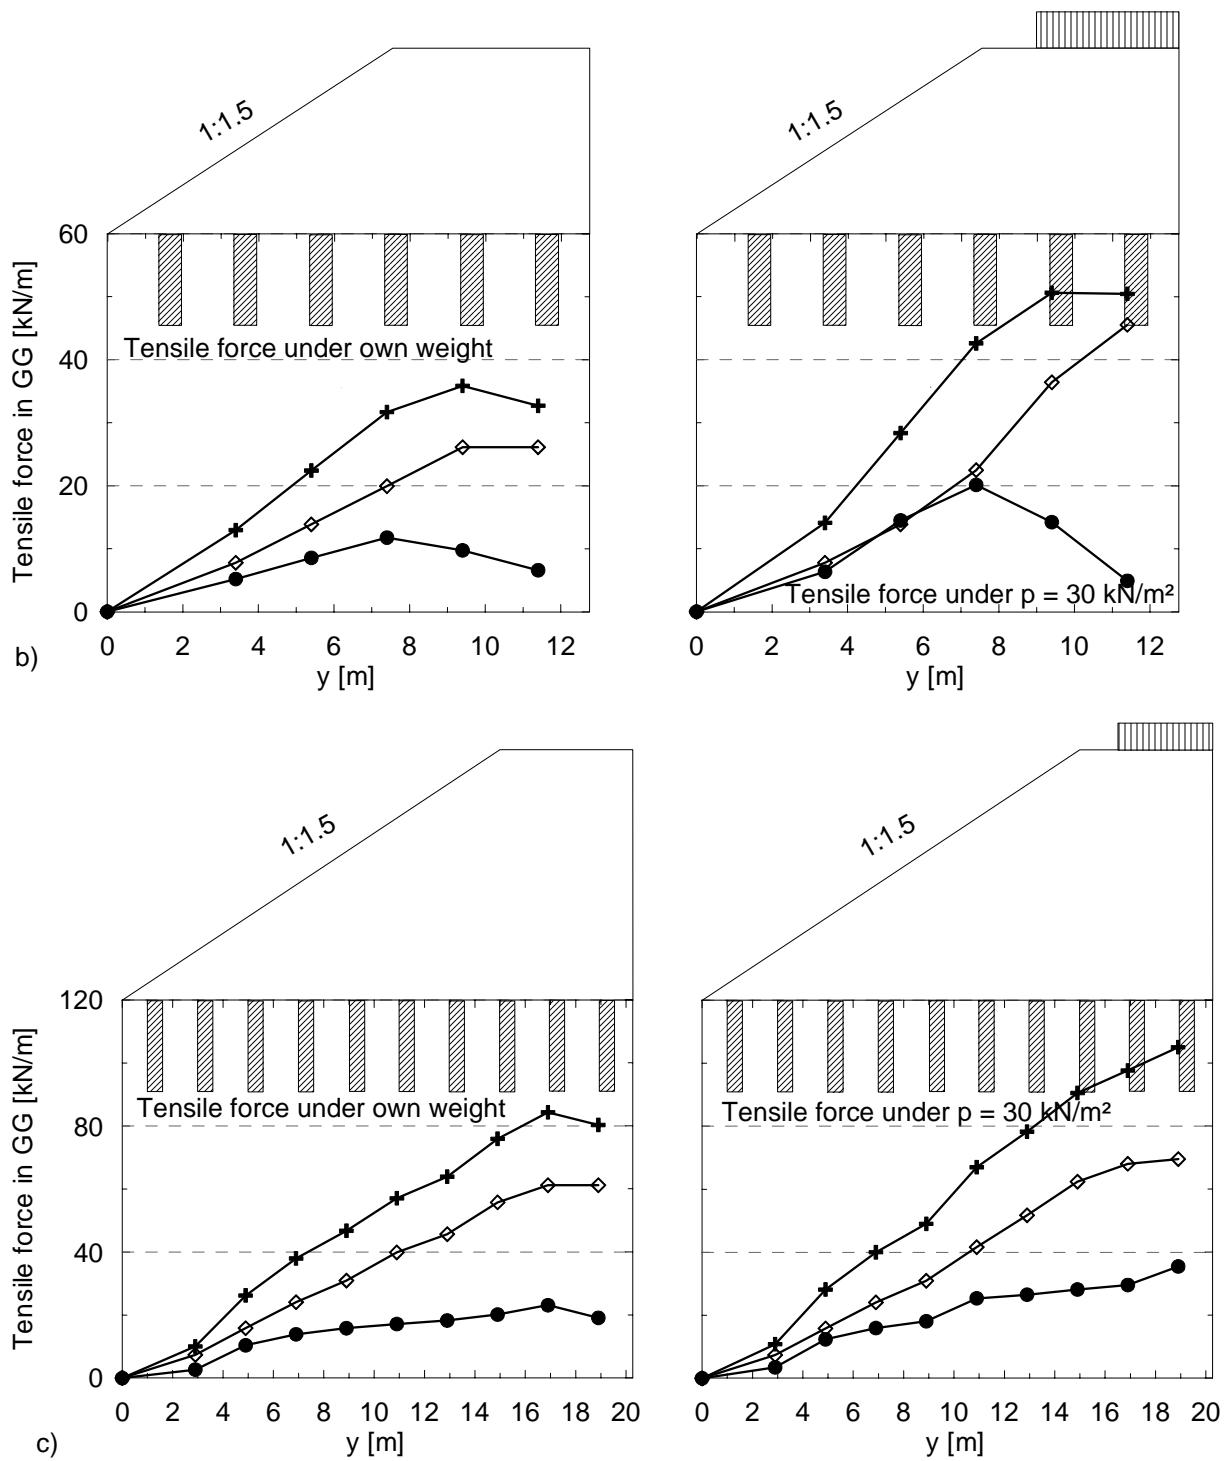 1:1.5
1:1.5
60
40
20
0
Tensile force in GG [kN/m]
Tensile force under own weight
Tensile force under p = 30 kN/m²
0 2 4 6 8 10 12
0 2 4 6 8 10 12
b)
y [m]
y [m]
1:1.5
1:1.5
120
80
40
0
Tensile force in GG [kN/m]
Tensile force under own weight
Tensile force under p = 30 kN/m²
0 2 4 6 8 10 12 14 16 18 20
0 2 4 6 8 10 12 14 16 18 20
c)
y [m]
y [m]